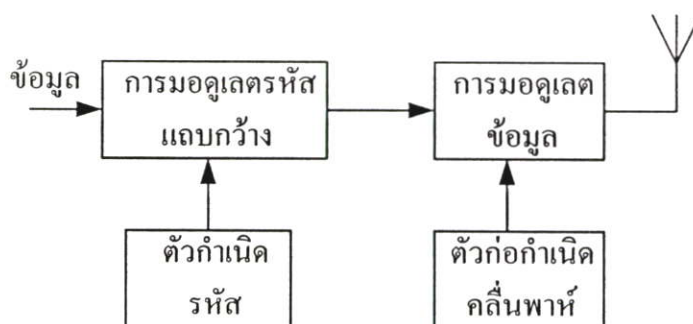 ข้อมูล
การมอดูเลตรหัส
แถบกว้าง
การมอดูเลต
ข้อมูล
ตัวกำเนิด
รหัส
ตัวก่อกำเนิด
คลื่นพาห์